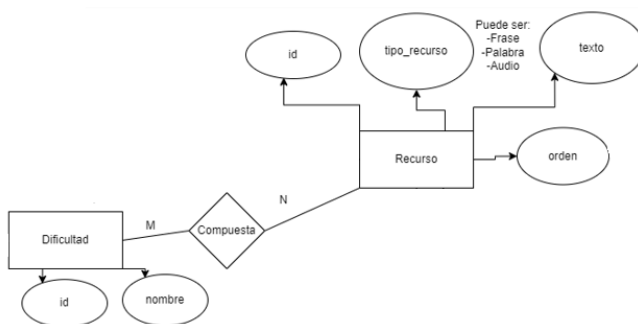 Puede ser:
-Frase
-Palabra
-Audio
id
tipo_recurso
texto
Recurso
orden
N
M
Compuesta
Dificultad
id
nombre